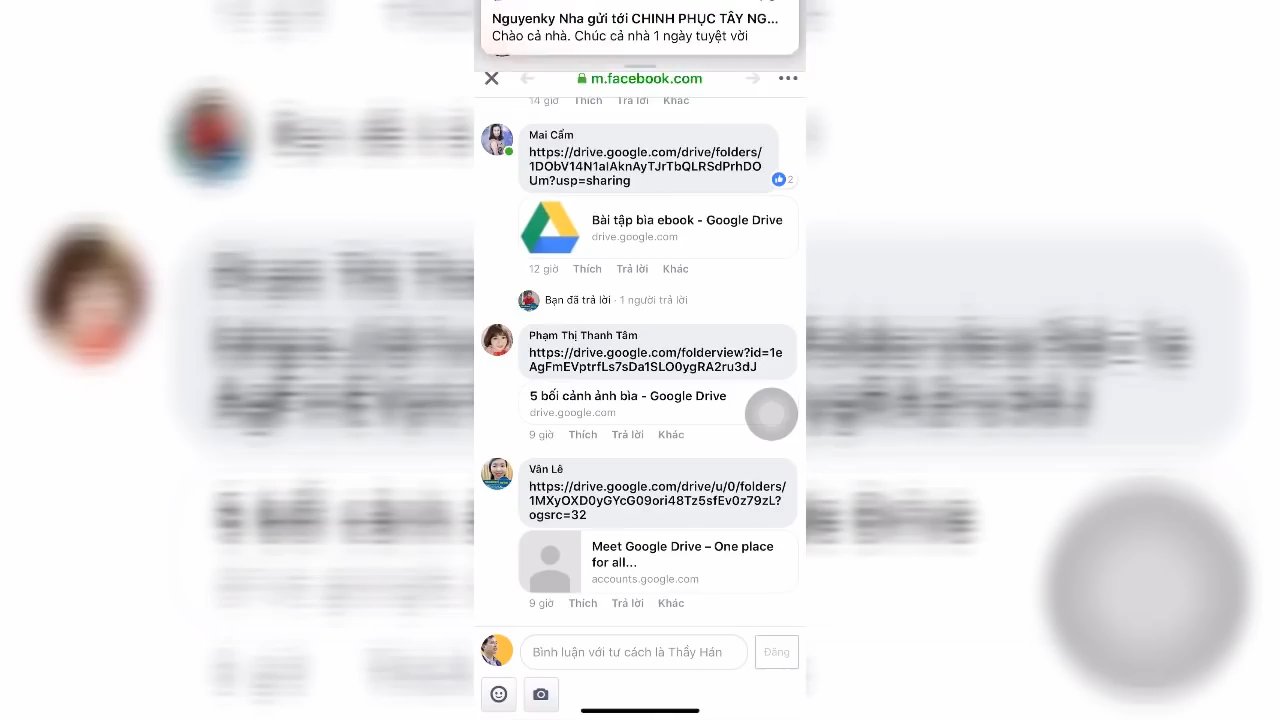 Nguyenky Nha gửi tới CHINH PHỤC TÂY NG...
Chào cả nhà. Chúc cả nhà 1 ngày tuyệt vời
m.facebook.com
14 giờ Thích Trả lời Khác
Mai Cẩm
https://drive.google.com/drive/folders/
1DObV14N1alAknAyTJrTbQLRSdPrhDO
Um?usp=sharing
2
Bài tập bìa ebook - Google Drive
drive.google.com
12 giờ Thích Trả lời Khác
Bạn đã trả lời · 1 người trả lời
Phạm Thị Thanh Tâm
https://drive.google.com/folderview?id=1e
AgFmEVptrfLs7sDa1SLO0ygRA2ru3dJ
5 bối cảnh ảnh bìa - Google Drive
drive.google.com
9 giờ Thích Trả lời Khác
Vân Lê
https://drive.google.com/drive/u/0/folders/
1MXyOXD0yGYcG09ori48Tz5sfEv0z79zL?
ogsrc=32
Meet Google Drive – One place
for all...
accounts.google.com
9 giờ Thích Trả lời Khác
Bình luận với tư cách là Thầy Hán
Đăng